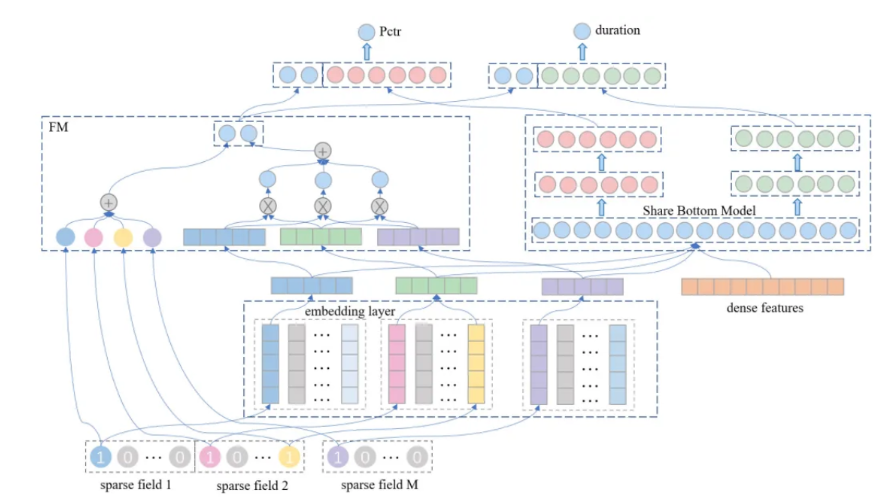 Pctr
duration
FM
Share Bottom Model
dense features
embedding layer
... ... ...
... ... ...
... ... ...
... ... ...
1 0 ... 0 1 0 ... 1 1 0 ... 0
sparse field 1 sparse field 2 sparse field M